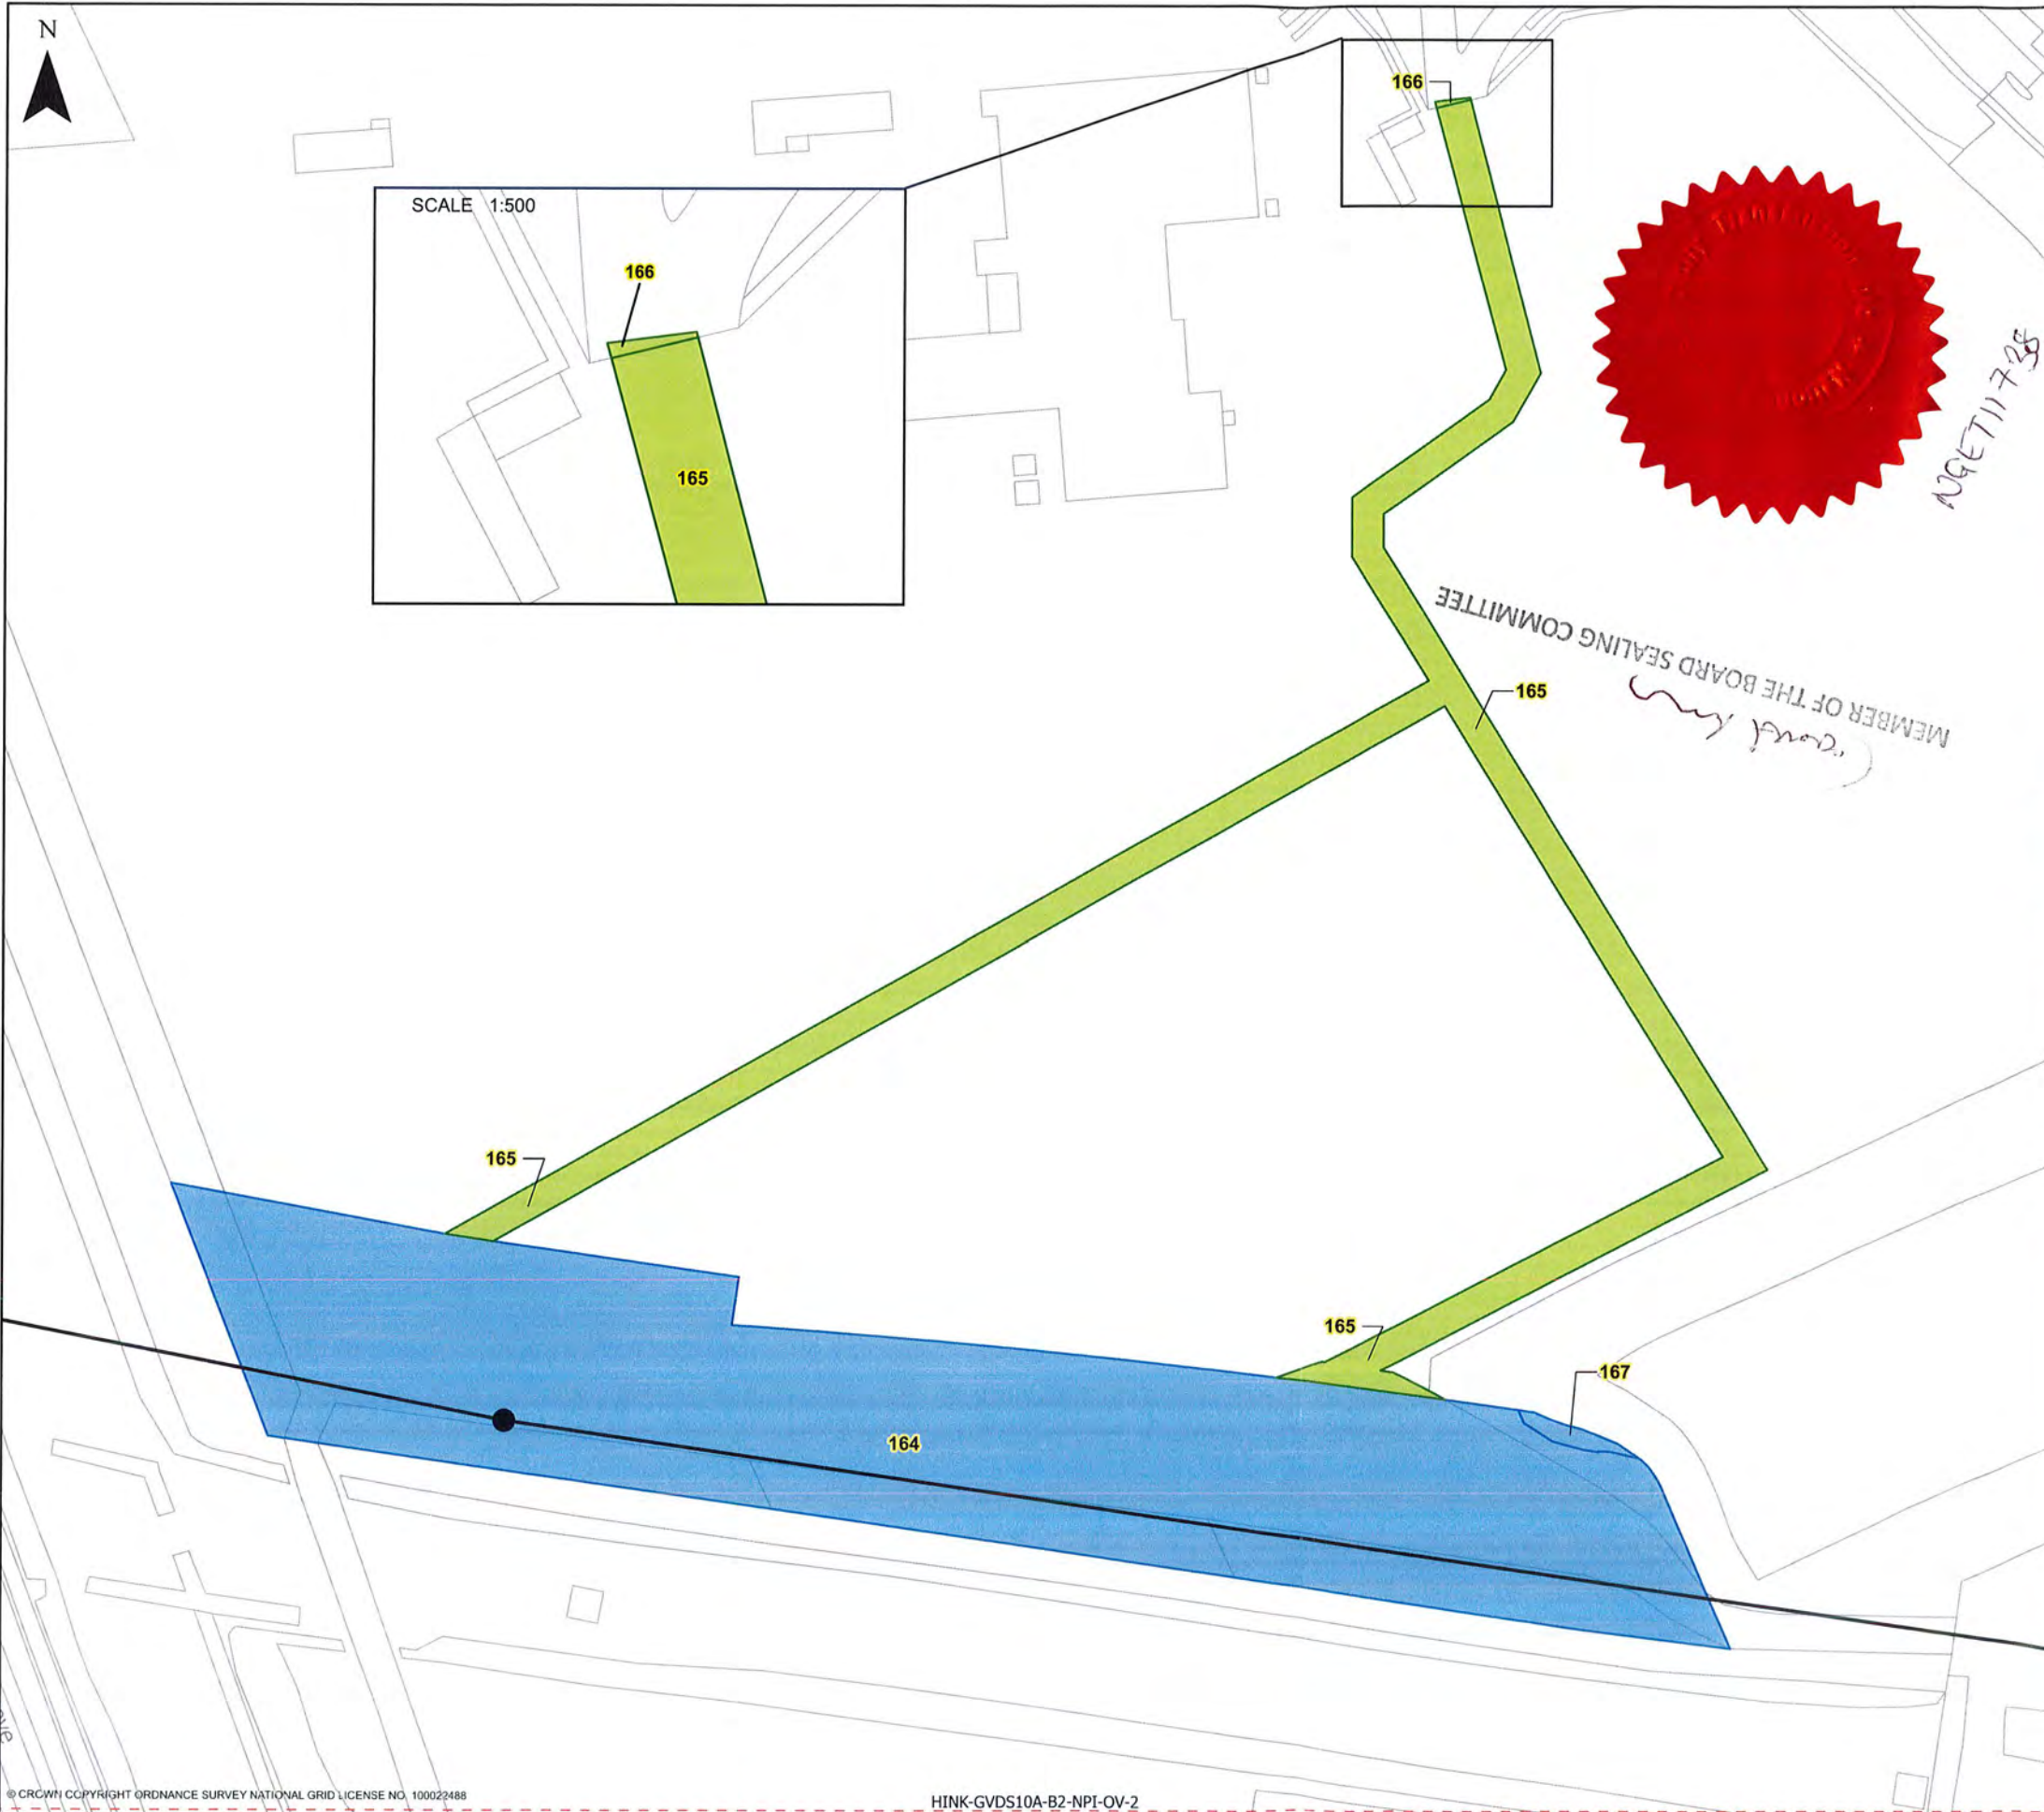 N
166
SCALE 1:500
166
165
NGET11738
MEMBER OF THE BOARD SEALING COMMITTEE
165
165
165
167
164
© CROWN COPYRIGHT ORDNANCE SURVEY NATIONAL GRID LICENSE NO. 100022488
HINK-GVDS10A-B2-NPI-OV-2